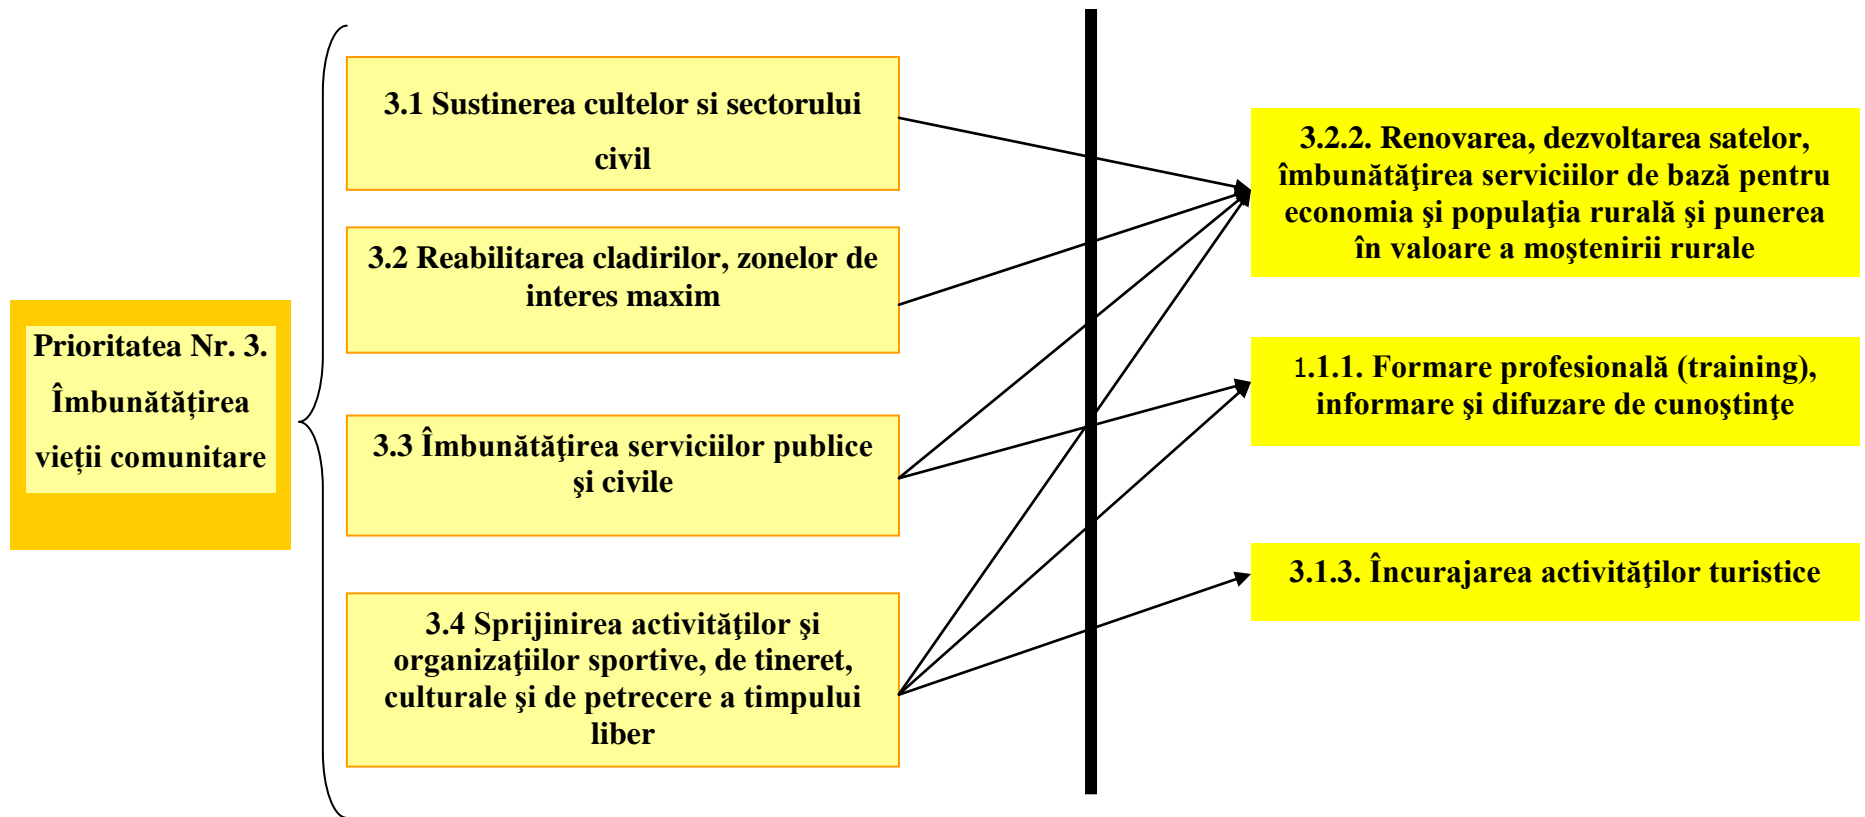 Prioritatea Nr. 3.
Îmbunătățirea
vieții comunitare
3.1 Sustinerea cultelor si sectorului
civil
3.2 Reabilitarea cladirilor, zonelor de
interes maxim
3.3 Îmbunătăţirea serviciilor publice
şi civile
3.4 Sprijinirea activităţilor şi
organizaţiilor sportive, de tineret,
culturale şi de petrecere a timpului
liber
3.2.2. Renovarea, dezvoltarea satelor,
îmbunătăţirea serviciilor de bază pentru
economia şi populaţia rurală şi punerea
în valoare a moştenirii rurale
1.1.1. Formare profesională (training),
informare şi difuzare de cunoştinţe
3.1.3. Încurajarea activităţilor turistice